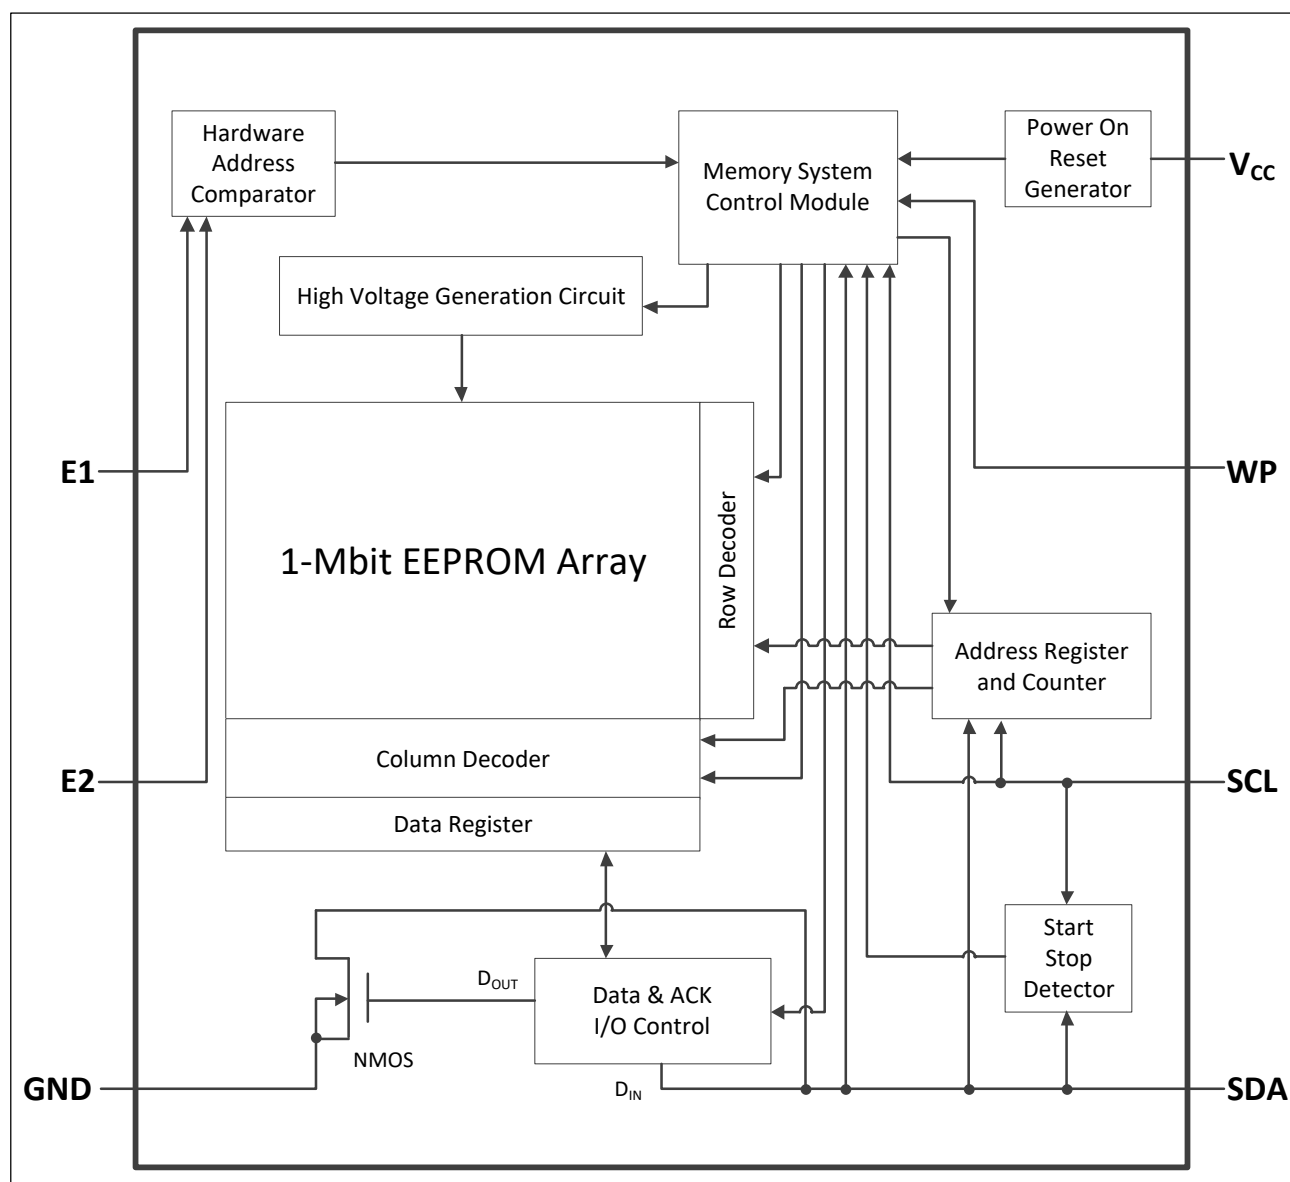 Hardware
Address
Comparator
Memory System
Control Module
Power On
Reset
Generator
VCC
High Voltage Generation Circuit
E1
WP
1-Mbit EEPROM Array
Row Decoder
Address Register
and Counter
Column Decoder
E2
SCL
Data Register
Start
Stop
Detector
DOUT
Data & ACK
I/O Control
NMOS
GND
DIN
SDA